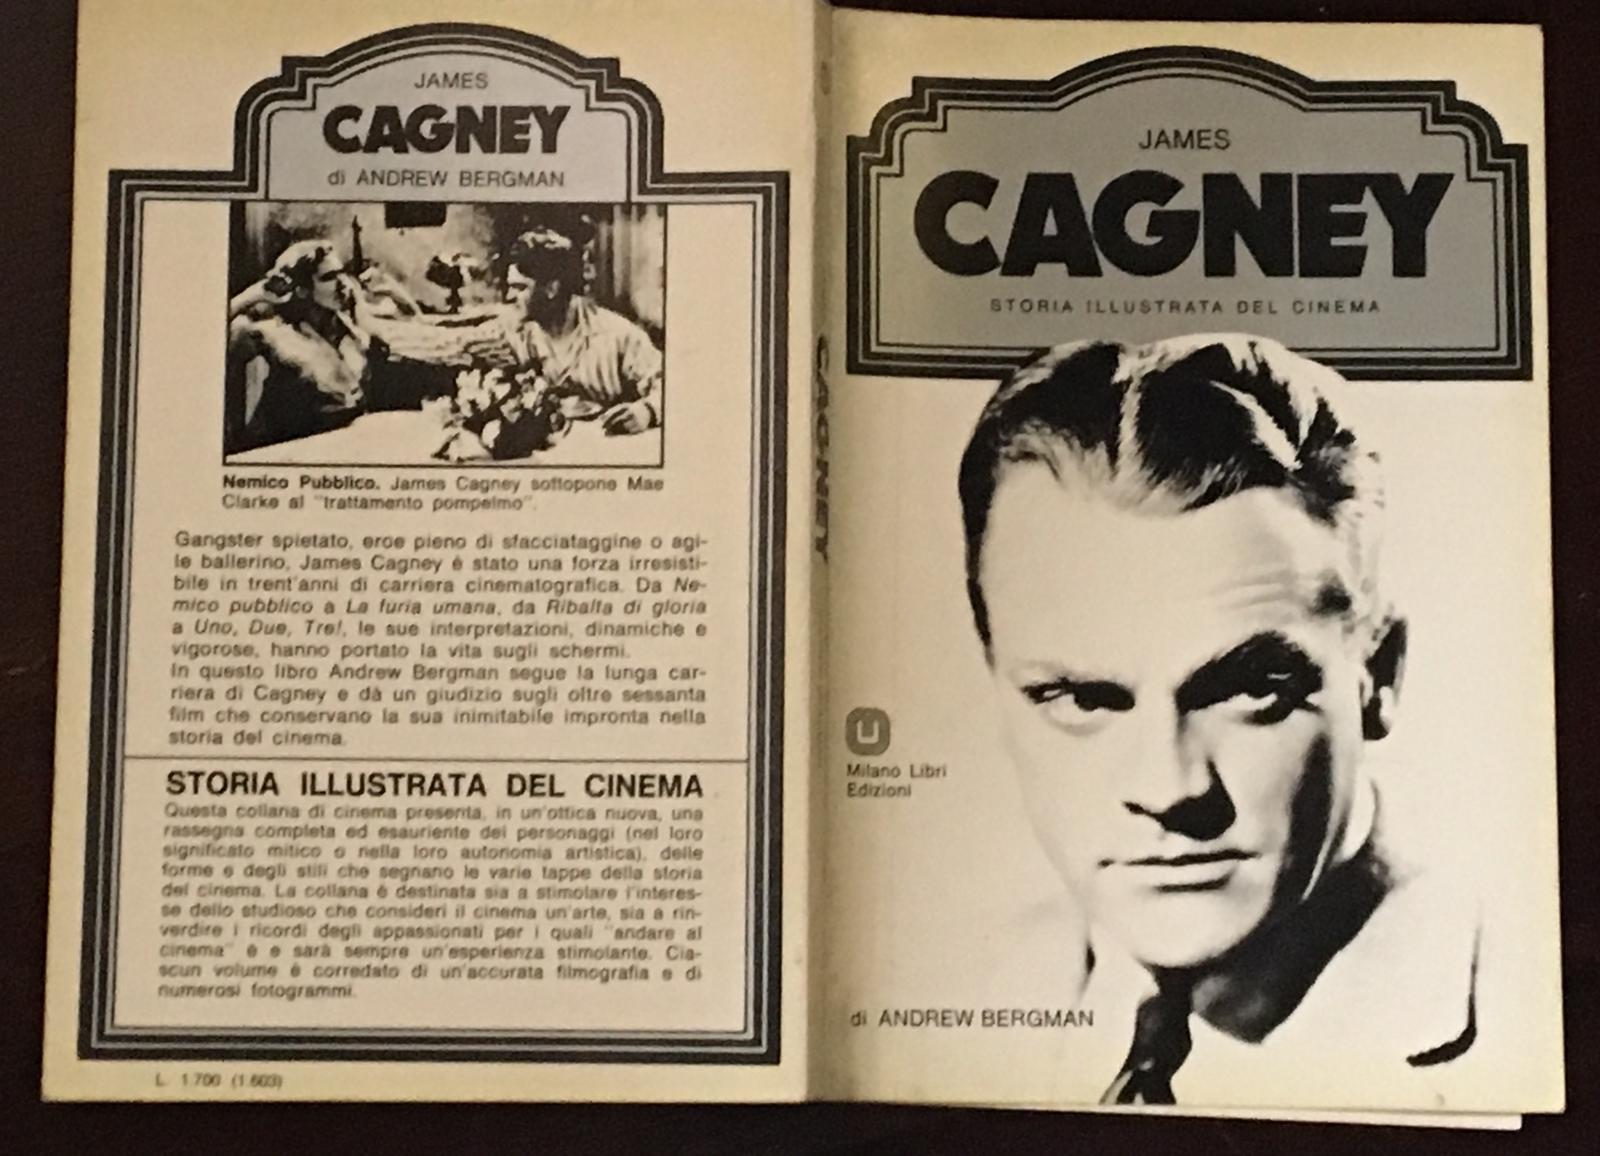 JAMES
CAGNEY
di ANDREW BERGMAN
Nemico Pubblico. James Cagney sottopone Mae
Clarke al "trattamento pompelmo".
Gangster spietato, eroe pieno di sfacciataggine o agi-
le ballerino, James Cagney è stato una forza irresisti-
bile in trent'anni di carriera cinematografica. Da Ne-
mico pubblico a La furia umana, da Ribalta di gloria
a Uno, Due, Tre!, le sue interpretazioni, dinamiche e
vigorose, hanno portato la vita sugli schermi.
In questo libro Andrew Bergman segue la lunga car-
riera di Cagney e dà un giudizio sugli oltre sessanta
film che conservano la sua inimitabile impronta nella
storia del cinema.
STORIA ILLUSTRATA DEL CINEMA
Questa collana di cinema presenta, in un'ottica nuova, una
rassegna completa ed esauriente dei personaggi (nel loro
significato mitico o nella loro autonomia artistica), delle
forme e degli stili che segnano le varie tappe della storia
del cinema. La collana è destinata sia a stimolare l'interes-
se dello studioso che consideri il cinema un'arte, sia a rin-
verdire i ricordi degli appassionati per i quali "andare al
cinema" è e sarà sempre un'esperienza stimolante. Cia-
scun volume è corredato di un'accurata filmografia e di
numerosi fotogrammi.
L. 1.700 (1.603)
CAGNEY
JAMES
CAGNEY
STORIA ILLUSTRATA DEL CINEMA
Milano Libri
Edizioni
di ANDREW BERGMAN